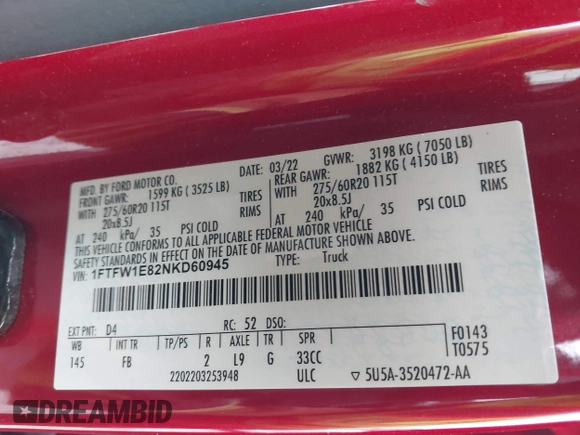 MFD. BY FORD MOTOR CO.
DATE: 03/22 GVWR: 3198 KG ( 7050 LB)
FRONT GAWR: 1599 KG ( 3525 LB) REAR GAWR: 1882 KG ( 4150 LB)
WITH 275/60R20 115T TIRES WITH 275/60R20 115T TIRES
20x8.5J RIMS 20x8.5J RIMS
AT 240 kPa/ 35 PSI COLD AT 240 kPa/ 35 PSI COLD
THIS VEHICLE CONFORMS TO ALL APPLICABLE FEDERAL MOTOR VEHICLE
SAFETY STANDARDS IN EFFECT ON THE DATE OF MANUFACTURE SHOWN ABOVE.
VIN: 1FTFW1E82NKD60945 TYPE: Truck
EXT PNT: D4 RC: 52 DSO: F0143
WB TP/PS R AXLE TR SPR T0575
145 FB 2 L9 G 33CC
2202203253948 ULC ▽ 5U5A-3520472-AA
DREAMBID